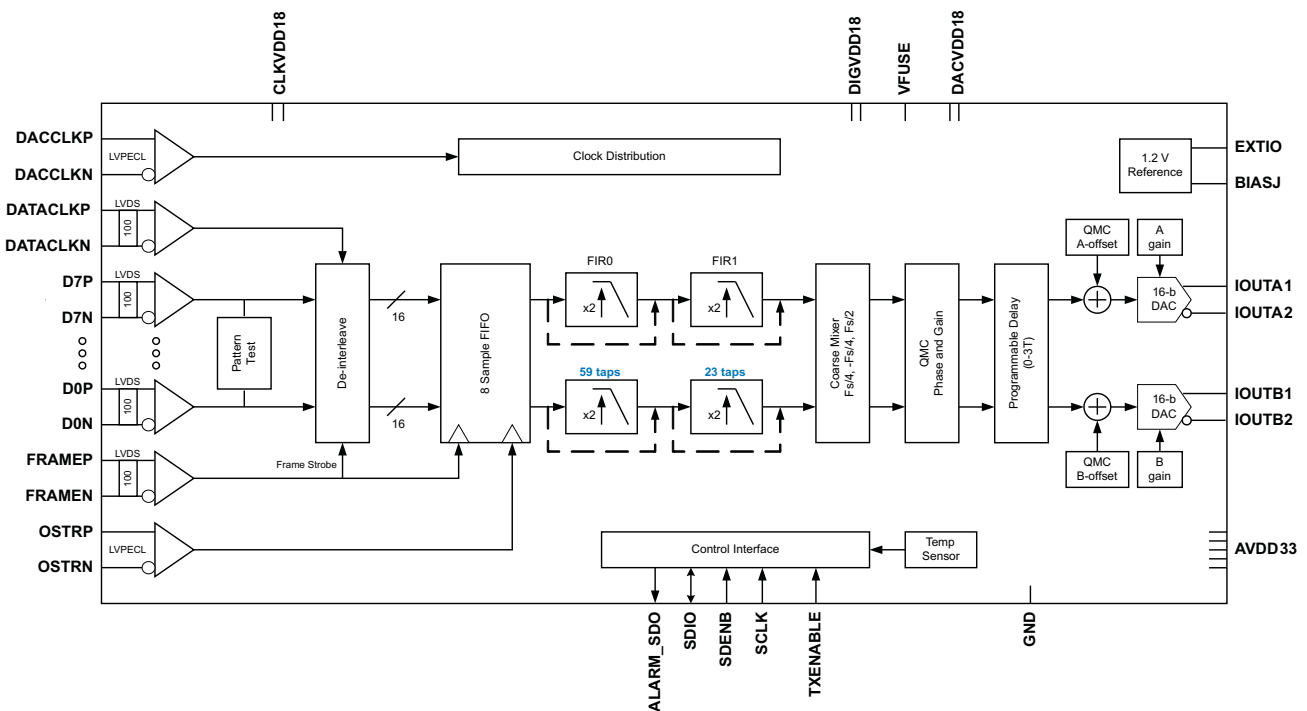 CLKVDD18
DIGVDD18
VFUSE
DACVDD18
DACCLKP
LVPECL
DACCLKN
Clock Distribution
1.2 V
Reference
EXTIO
BIASJ
DATACLKP
LVDS
100
DATACLKN
D7P
LVDS
100
D7N
Pattern
Test
D0P
LVDS
100
D0N
De-interleave
16
16
8 Sample FIFO
FIR0
x2
FIR1
x2
59 taps
x2
23 taps
x2
Coarse Mixer
Fs/4, -Fs/4, Fs/2
QMC
Phase and Gain
Programmable Delay
(0-3T)
QMC
A-offset
A
gain
16-b
DAC
IOUTA1
IOUTA2
16-b
DAC
IOUTB1
IOUTB2
QMC
B-offset
B
gain
FRAMEP
LVDS
100
FRAMEN
Frame Strobe
OSTRP
LVPECL
OSTRN
Control Interface
Temp
Sensor
AVDD33
ALARM_SDO
SDIO
SDENB
SCLK
TXENABLE
GND